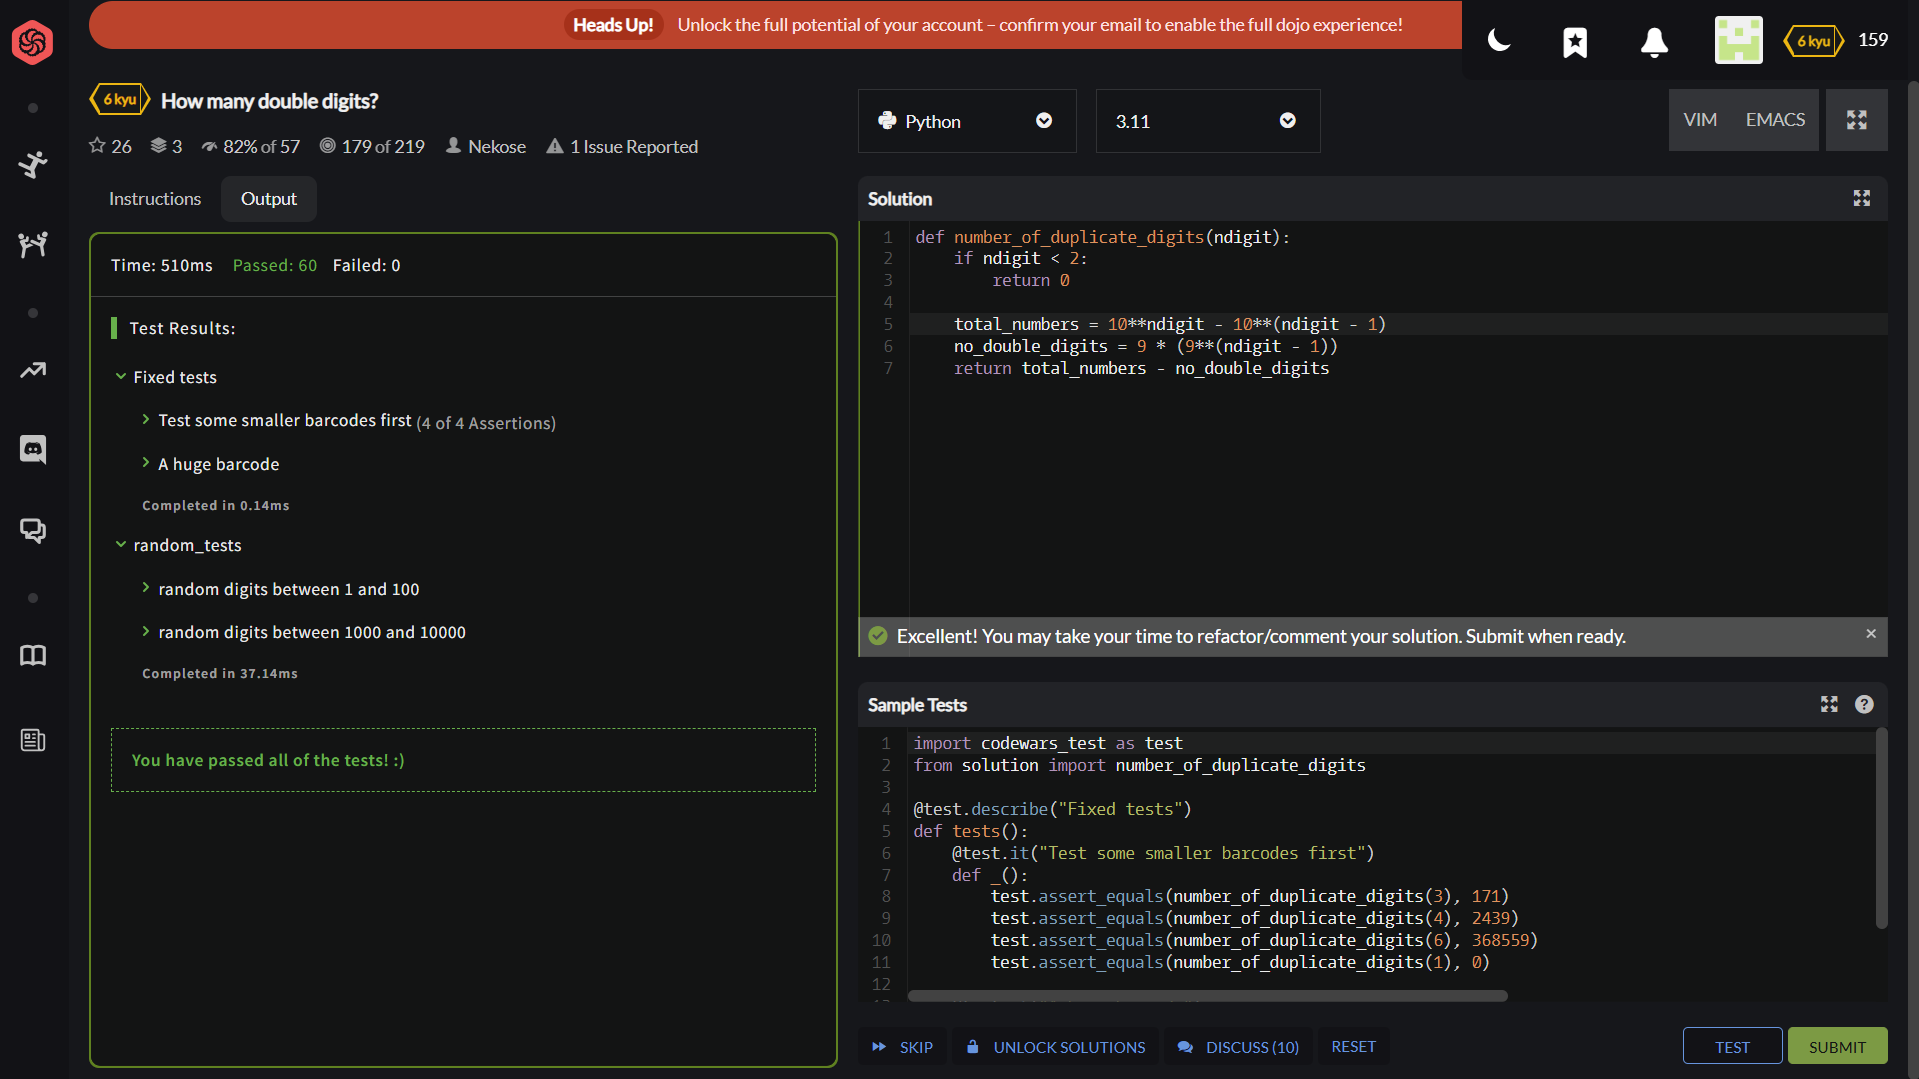 Heads Up! Unlock the full potential of your account – confirm your email to enable the full dojo experience!
6 kyu 159
6 kyu How many double digits?
26 3 82% of 57 179 of 219 Nekose 1 Issue Reported
Instructions Output
Time: 510ms Passed: 60 Failed: 0
Test Results:
Fixed tests
Test some smaller barcodes first (4 of 4 Assertions)
A huge barcode
Completed in 0.14ms
random_tests
random digits between 1 and 100
random digits between 1000 and 10000
Completed in 37.14ms
You have passed all of the tests! :)
Python 3.11 VIM EMACS
Solution
1 def number_of_duplicate_digits(ndigit):
2     if ndigit < 2:
3         return 0
4
5     total_numbers = 10**ndigit - 10**(ndigit - 1)
6     no_double_digits = 9 * (9**(ndigit - 1))
7     return total_numbers - no_double_digits
Excellent! You may take your time to refactor/comment your solution. Submit when ready. ×
Sample Tests ?
1 import codewars_test as test
2 from solution import number_of_duplicate_digits
3
4 @test.describe("Fixed tests")
5 def tests():
6     @test.it("Test some smaller barcodes first")
7     def _():
8         test.assert_equals(number_of_duplicate_digits(3), 171)
9         test.assert_equals(number_of_duplicate_digits(4), 2439)
10         test.assert_equals(number_of_duplicate_digits(6), 368559)
11         test.assert_equals(number_of_duplicate_digits(1), 0)
12
SKIP UNLOCK SOLUTIONS DISCUSS (10) RESET TEST SUBMIT